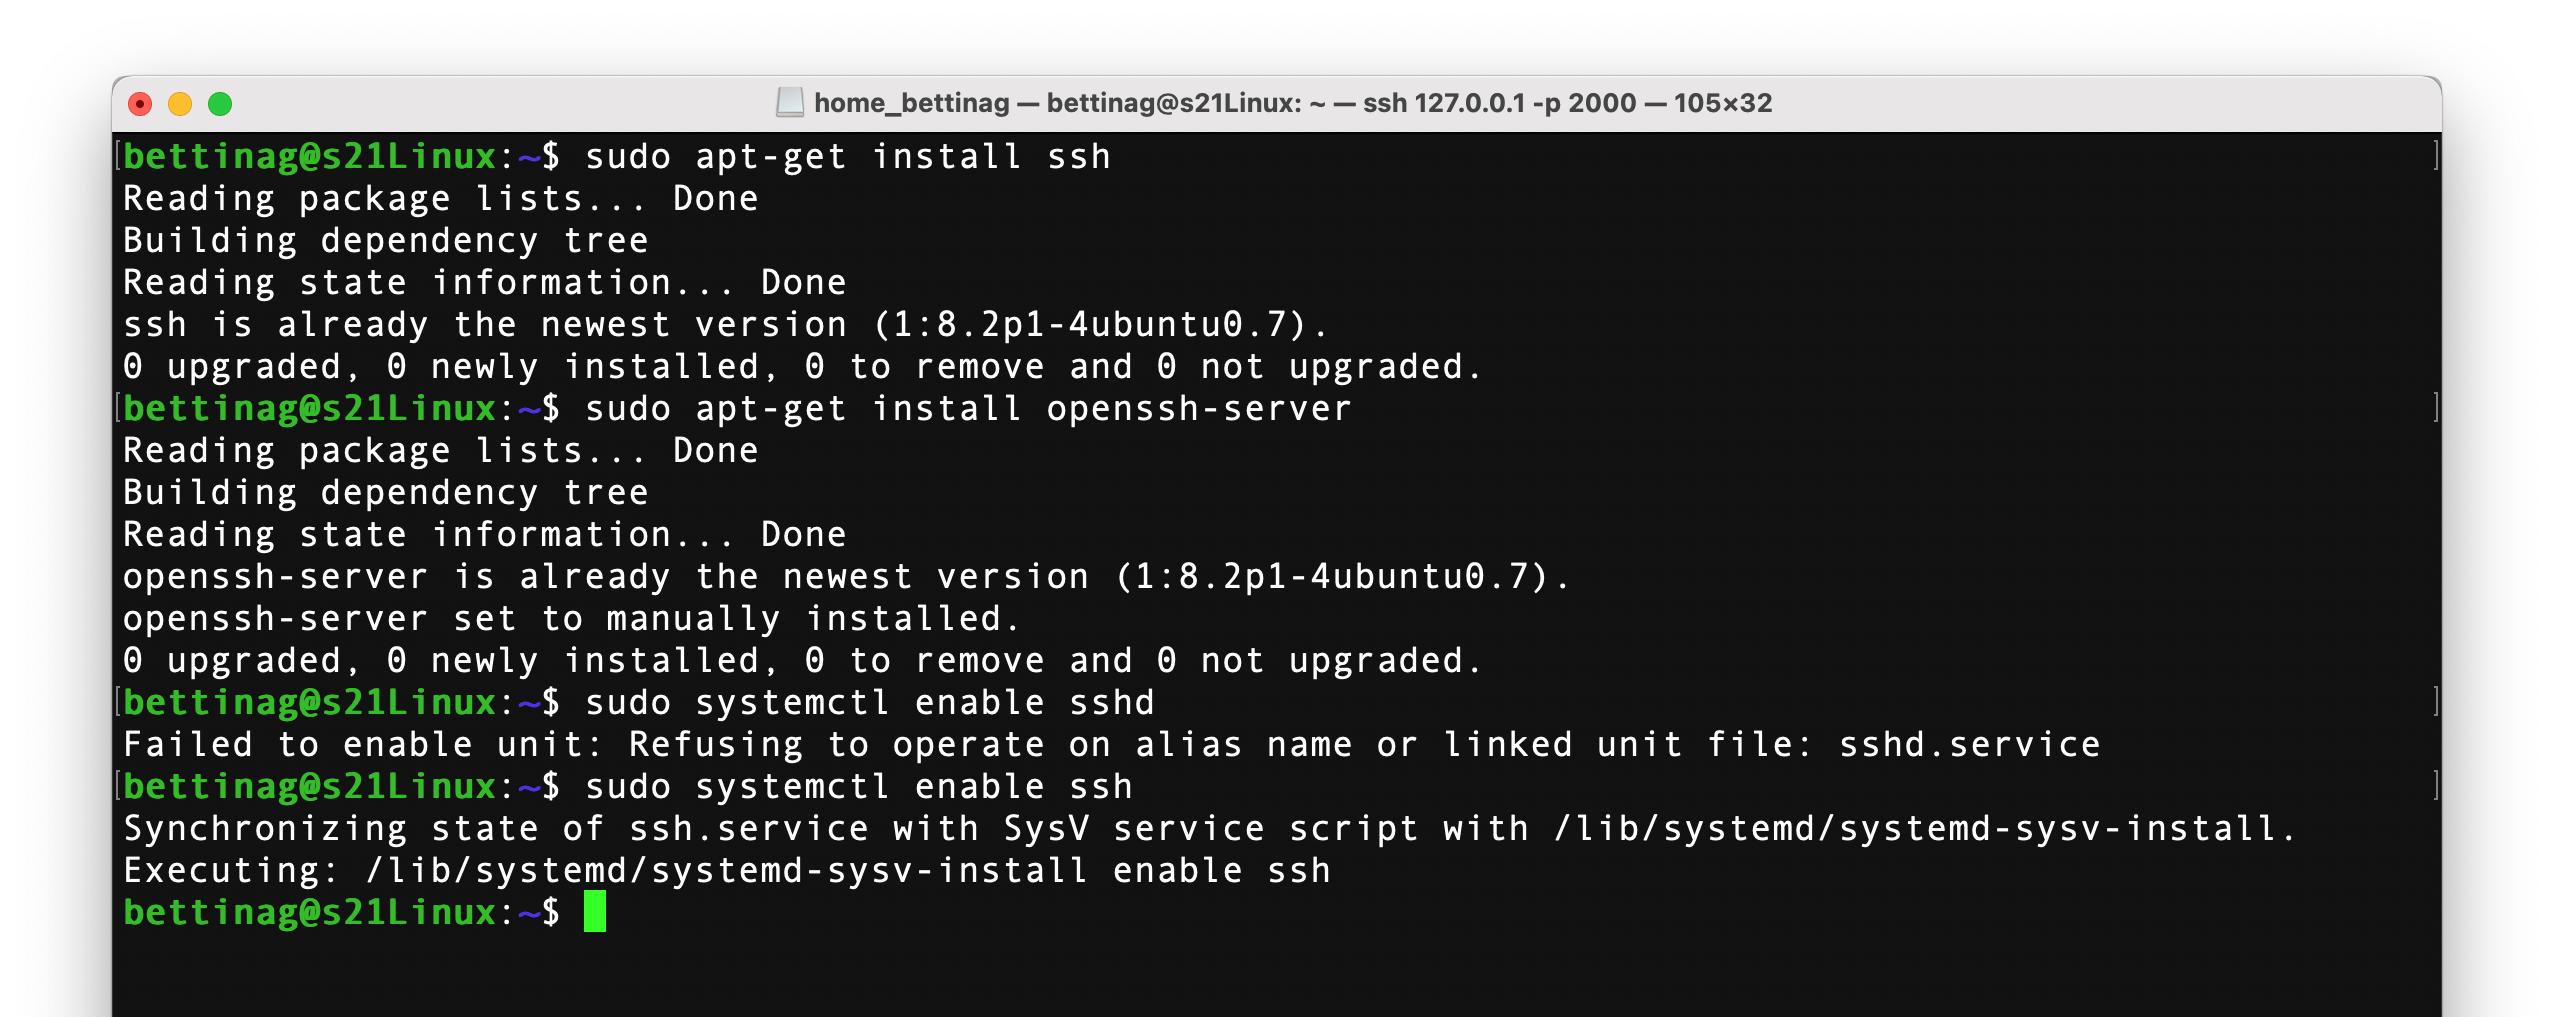 home_bettinag — bettinag@s21Linux: ~ — ssh 127.0.0.1 -p 2000 — 105×32
[bettinag@s21Linux:~$ sudo apt-get install ssh ]
Reading package lists... Done
Building dependency tree
Reading state information... Done
ssh is already the newest version (1:8.2p1-4ubuntu0.7).
0 upgraded, 0 newly installed, 0 to remove and 0 not upgraded.
[bettinag@s21Linux:~$ sudo apt-get install openssh-server ]
Reading package lists... Done
Building dependency tree
Reading state information... Done
openssh-server is already the newest version (1:8.2p1-4ubuntu0.7).
openssh-server set to manually installed.
0 upgraded, 0 newly installed, 0 to remove and 0 not upgraded.
[bettinag@s21Linux:~$ sudo systemctl enable sshd ]
Failed to enable unit: Refusing to operate on alias name or linked unit file: sshd.service
[bettinag@s21Linux:~$ sudo systemctl enable ssh ]
Synchronizing state of ssh.service with SysV service script with /lib/systemd/systemd-sysv-install.
Executing: /lib/systemd/systemd-sysv-install enable ssh
bettinag@s21Linux:~$